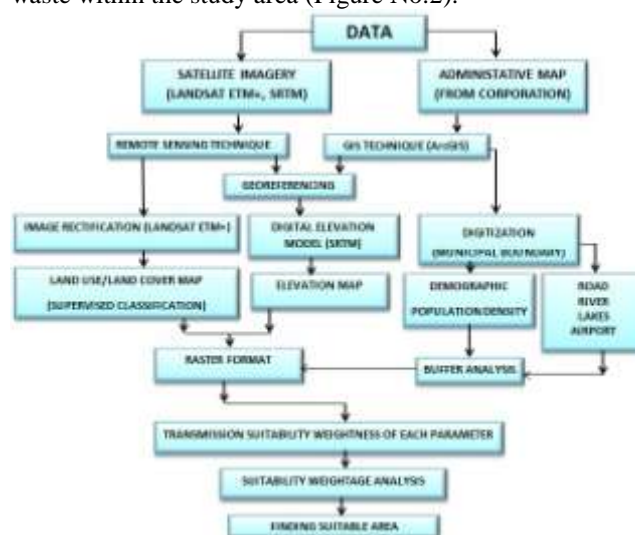 waste within the study area (Figure No.2).
DATA
SATELLITE IMAGERY
(LANDSAT ETM+, SRTM)
ADMINISTATIVE MAP
(FROM CORPORATION)
REMOTE SENSING TECHNIQUE
GIS TECHNIQUE (ArcGIS)
GEOREFERENCING
IMAGE RECTIFICATION (LANDSAT ETM+)
DIGITAL ELEVATION
MODEL (SRTM)
DIGITIZATION
(MUNICIPAL BOUNDARY)
LAND USE/LAND COVER MAP
(SUPERVISED CLASSIFICATION)
ELEVATION MAP
DEMOGRAPHIC
POPULATION DENSITY
ROAD
RIVER
LAKES
AIRPORT
RASTER FORMAT
BUFFER ANALYSIS
TRANSMISSION SUITABILITY WEIGHTNESS OF EACH PARAMETER
SUITABILITY WEIGHTAGE ANALYSIS
FINDING SUITABLE AREA